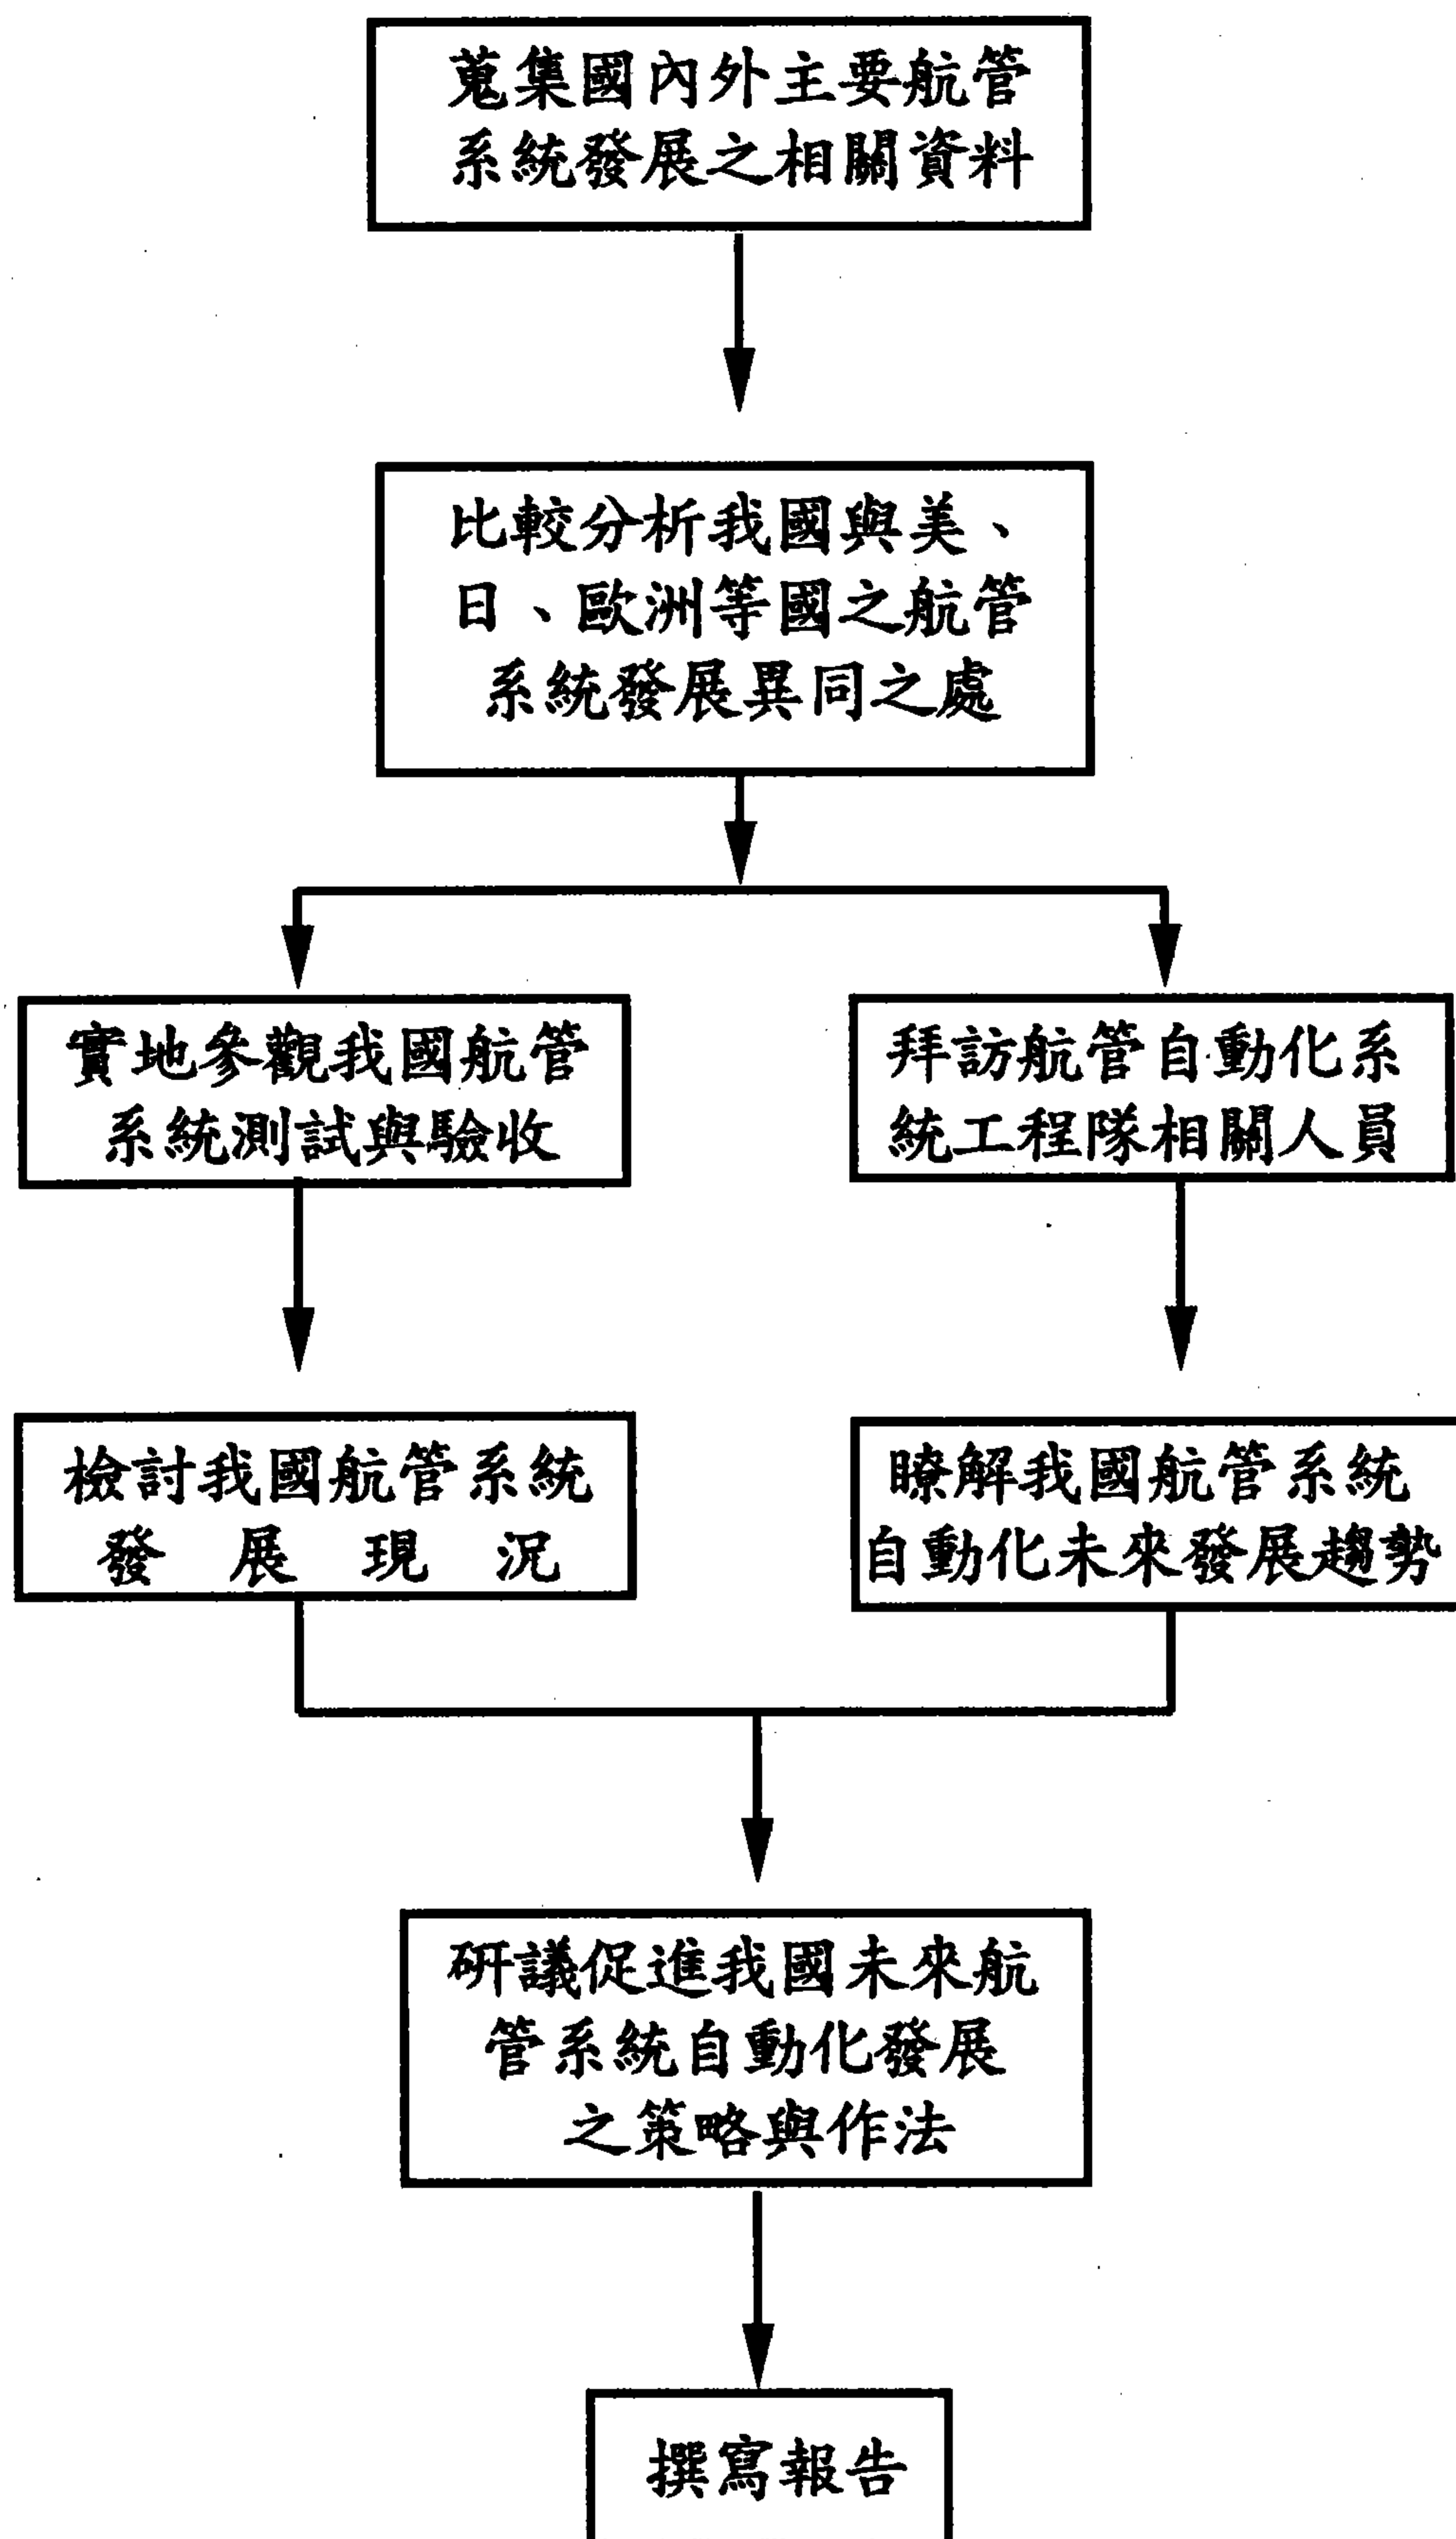 蒐集國內外主要航管
系統發展之相關資料
比較分析我國與美、
日、歐洲等國之航管
系統發展異同之處
實地參觀我國航管
系統測試與驗收
拜訪航管自動化系
統工程隊相關人員
檢討我國航管系統
發展現況
瞭解我國航管系統
自動化未來發展趨勢
研議促進我國未來航
管系統自動化發展
之策略與作法
撰寫報告